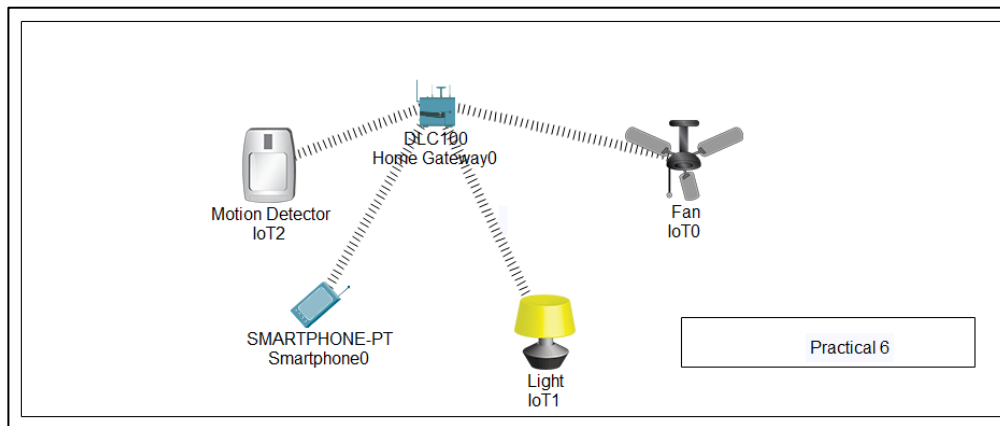 DLC100
Home Gateway0
Motion Detector
IoT2
Fan
IoT0
SMARTPHONE-PT
Smartphone0
Light
IoT1
Practical 6